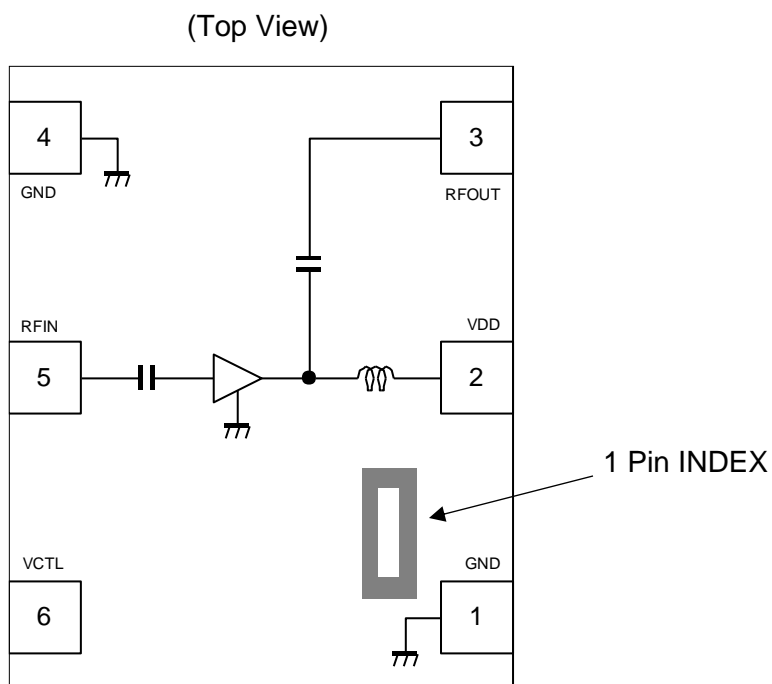 (Top View)
4
3
GND
RFOUT
RFIN
VDD
5
2
1 Pin INDEX
VCTL
GND
6
1